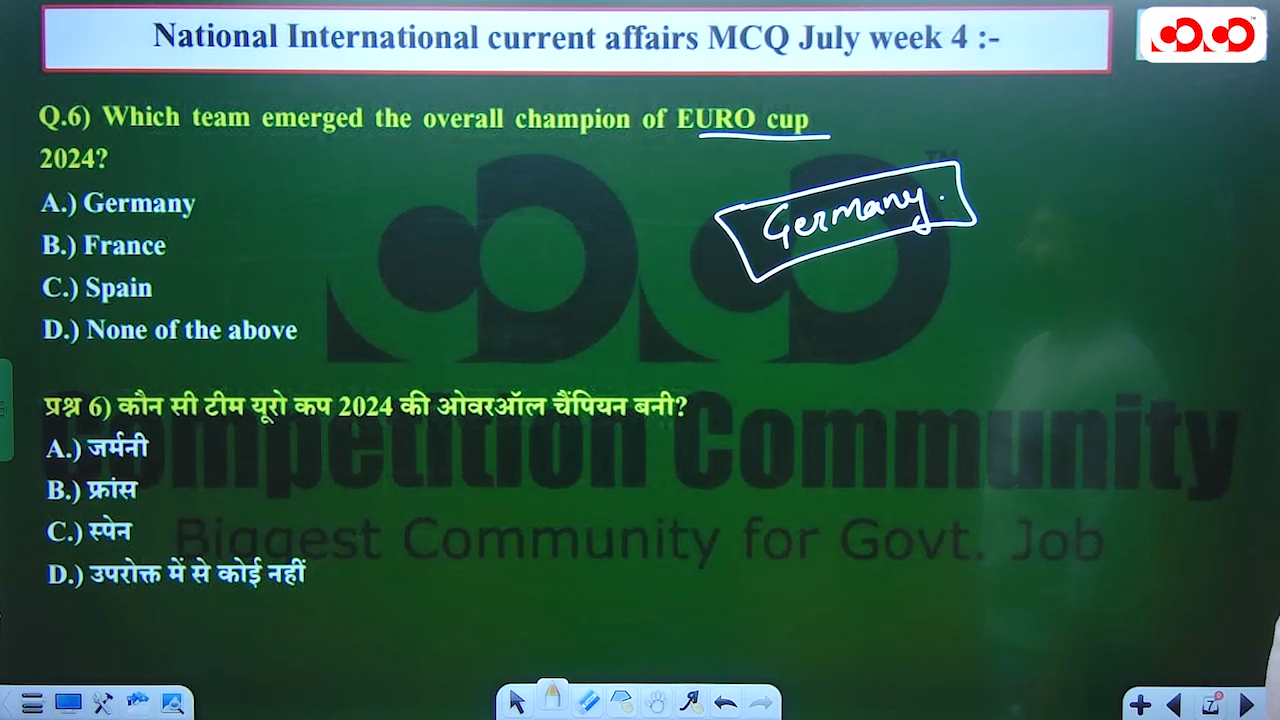 National International current affairs MCQ July week 4 :-
Q.6) Which team emerged the overall champion of EURO cup
2024?
A.) Germany
B.) France
C.) Spain
D.) None of the above
Germany.
प्रश्न 6) कौन सी टीम यूरो कप 2024 की ओवरऑल चैंपियन बनी?
A.) जर्मनी
B.) फ्रांस
C.) स्पेन
D.) उपरोक्त में से कोई नहीं
Competition Community
Biggest Community for Govt. Job
TM
7